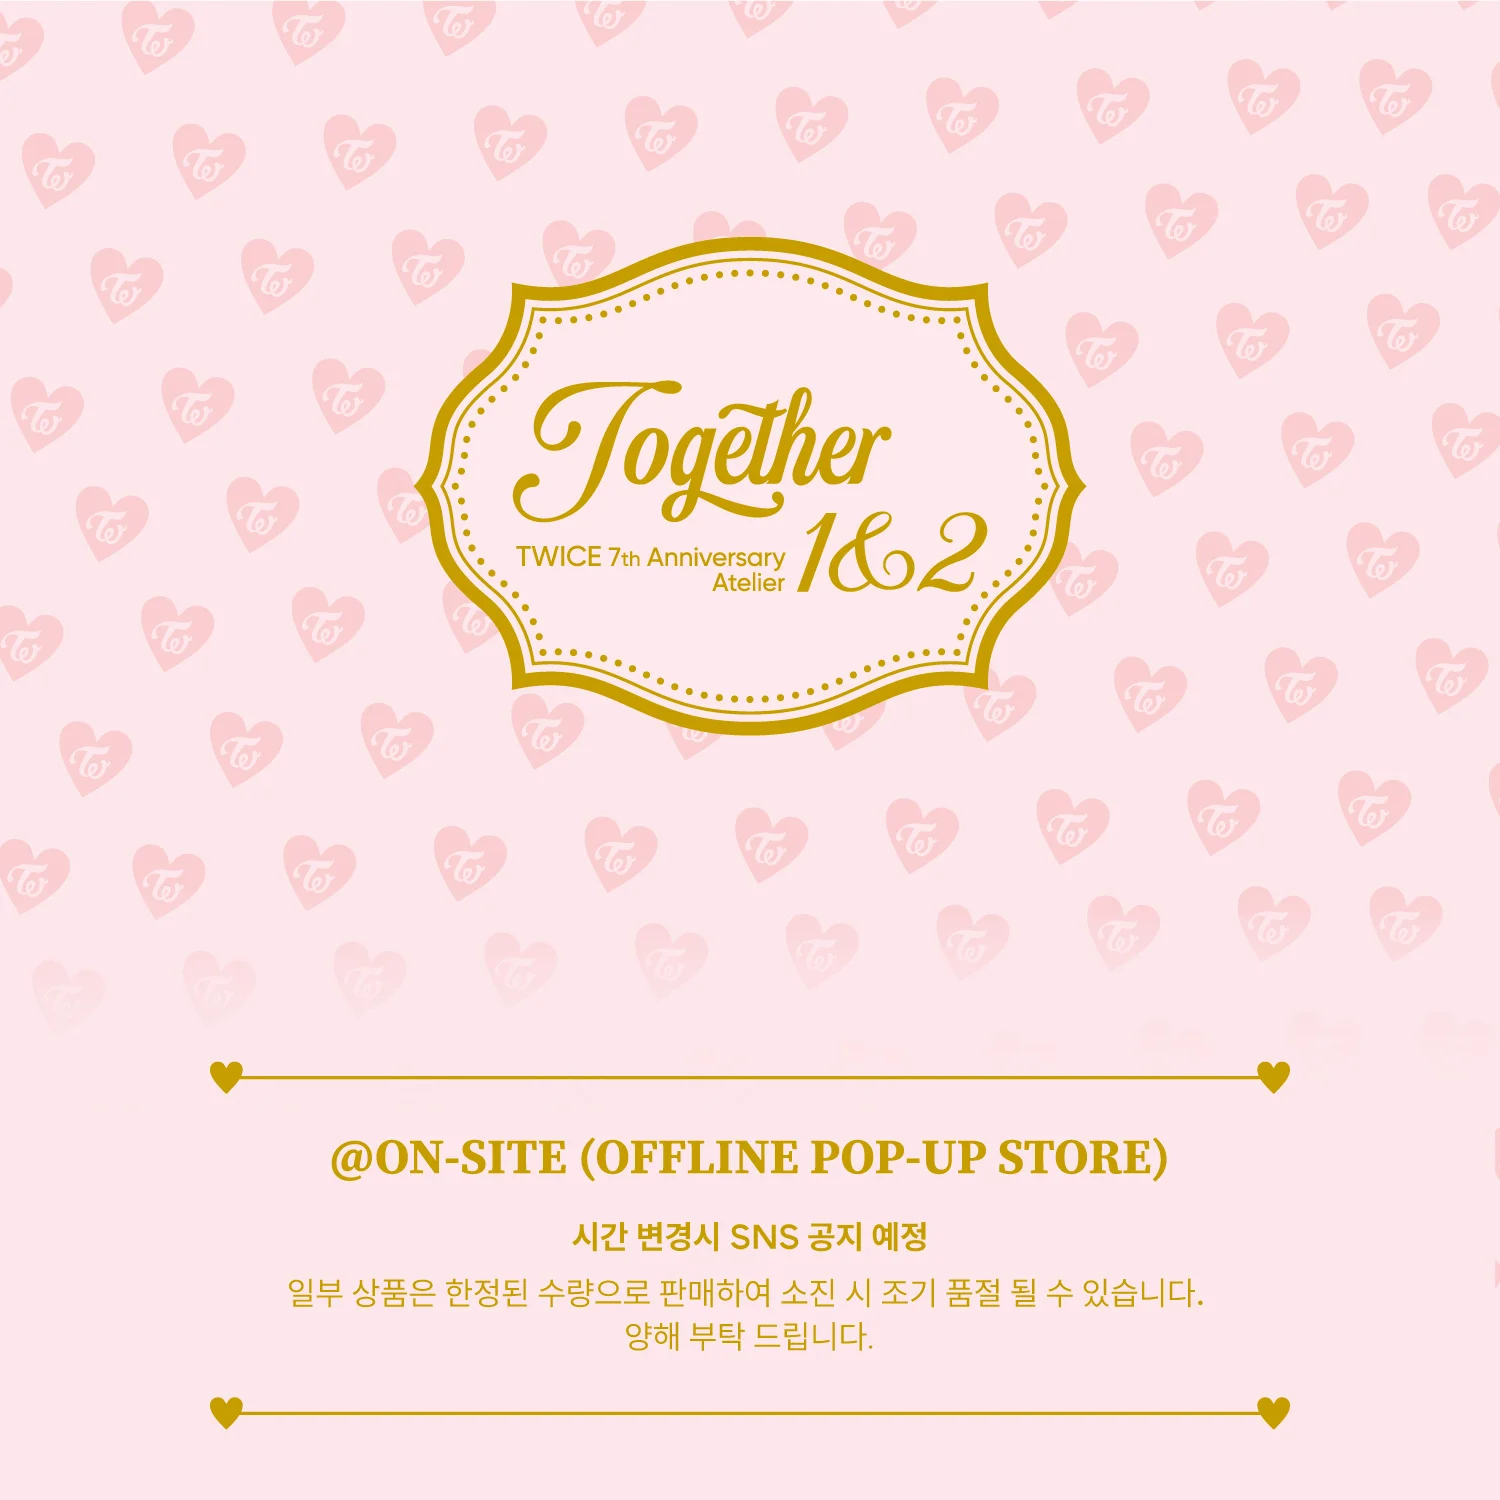 Together
1&2
TWICE 7th Anniversary
Atelier
@ON-SITE (OFFLINE POP-UP STORE)
시간 변경시 SNS 공지 예정
일부 상품은 한정된 수량으로 판매하여 소진 시 조기 품절 될 수 있습니다.
양해 부탁 드립니다.